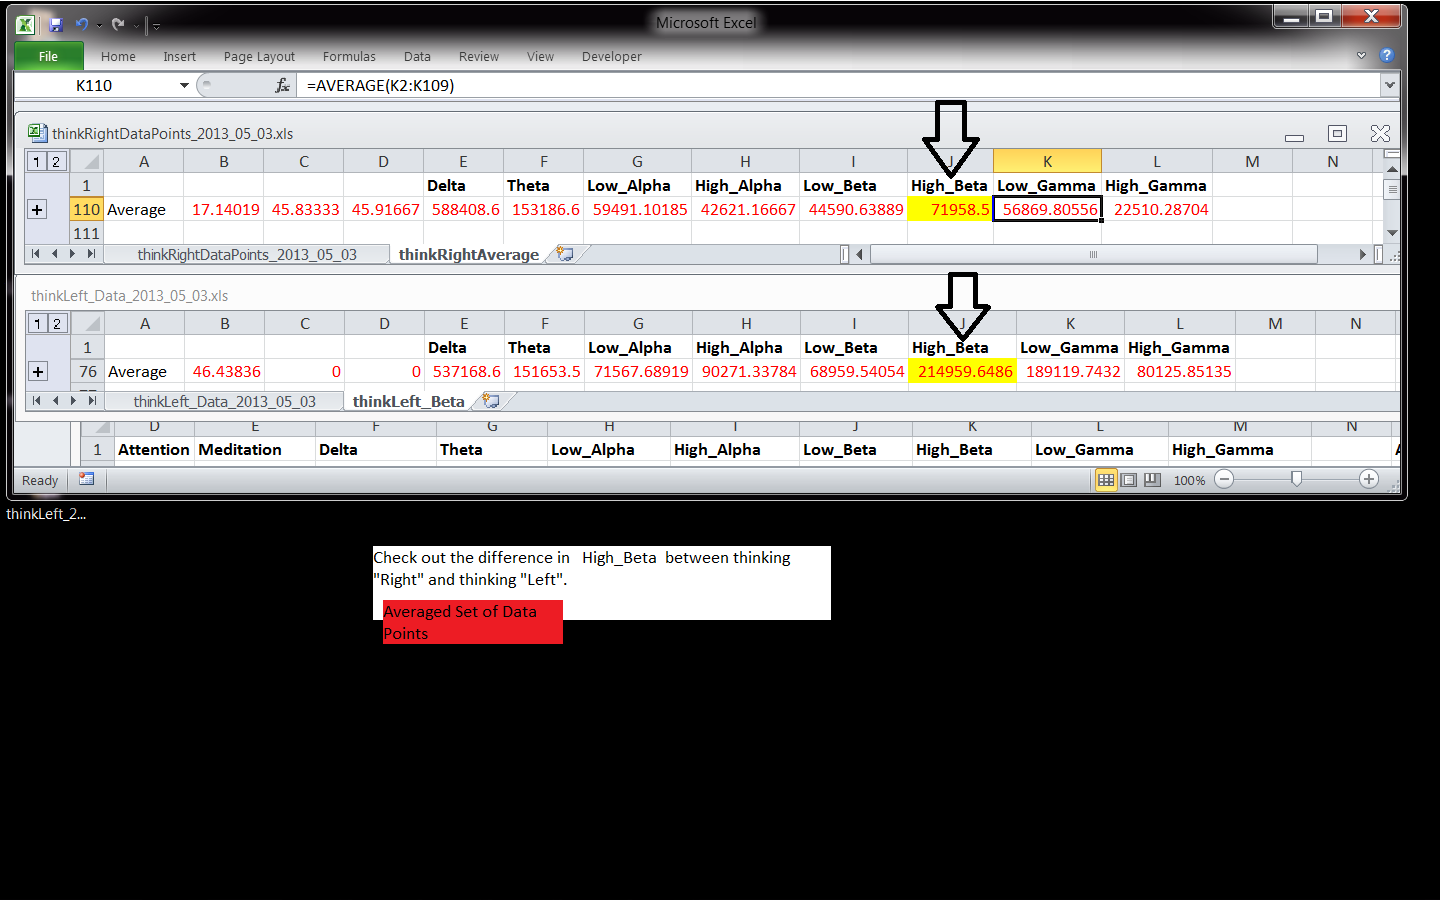 Microsoft Excel
File Home Insert Page Layout Formulas Data Review View Developer
K110 fx =AVERAGE(K2:K109)
thinkRightDataPoints_2013_05_03.xls
1 2 A B C D E F G H I J K L M N
1 Delta Theta Low_Alpha High_Alpha Low_Beta High_Beta Low_Gamma High_Gamma
110 Average 17.14019 45.83333 45.91667 588408.6 153186.6 59491.10185 42621.16667 44590.63889 71958.5 56869.80556 22510.28704
111
thinkRightDataPoints_2013_05_03 thinkRightAverage
thinkLeft_Data_2013_05_03.xls
1 2 A B C D E F G H I J K L M N
1 Delta Theta Low_Alpha High_Alpha Low_Beta High_Beta Low_Gamma High_Gamma
76 Average 46.43836 0 0 537168.6 151653.5 71567.68919 90271.33784 68959.54054 214959.6486 189119.7432 80125.85135
thinkLeft_Data_2013_05_03 thinkLeft_Beta
D E F G H I J K L M N
1 Attention Meditation Delta Theta Low_Alpha High_Alpha Low_Beta High_Beta Low_Gamma High_Gamma
Ready 100%
thinkLeft_2...
Check out the difference in High_Beta between thinking
"Right" and thinking "Left".
Averaged Set of Data
Points